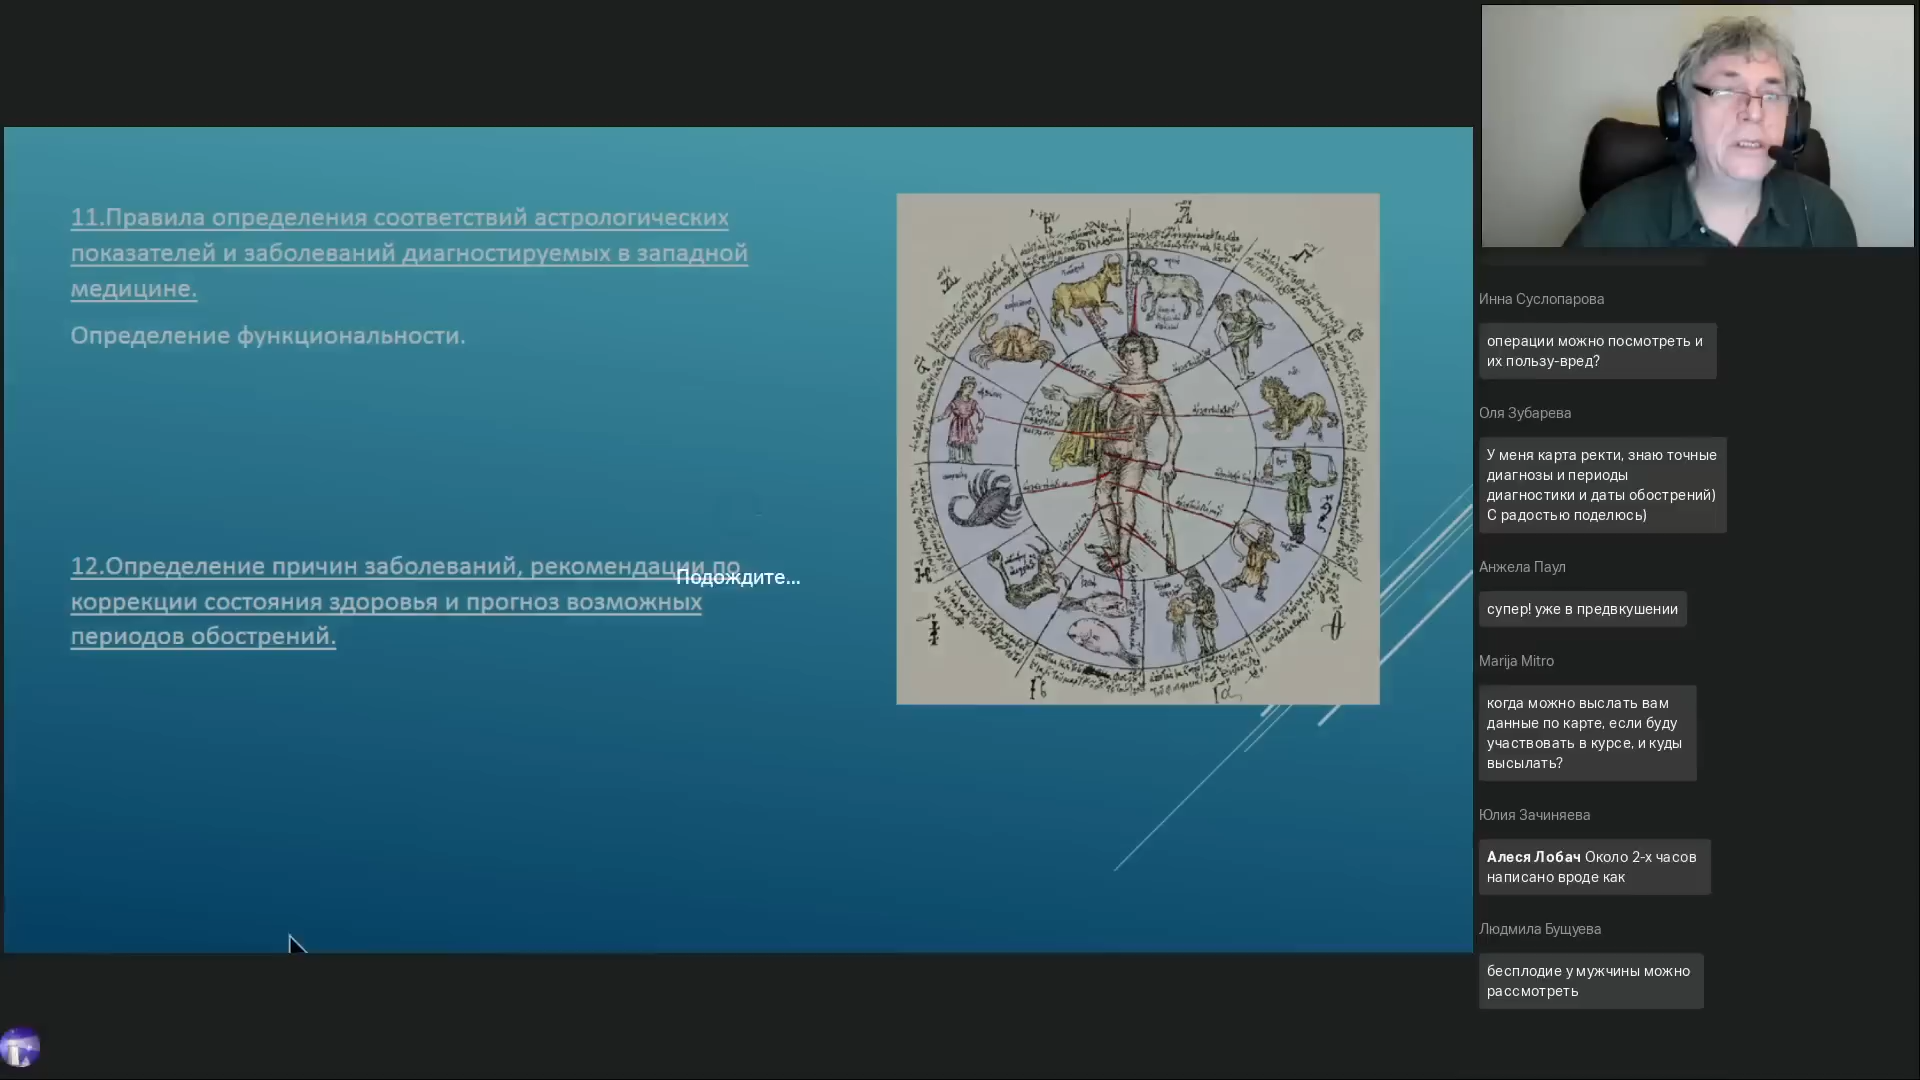 11.Правила определения соответствий астрологических
показателей и заболеваний диагностируемых в западной
медицине.
Определение функциональности.
12.Определение причин заболеваний, рекомендации по
коррекции состояния здоровья и прогноз возможных
периодов обострений.
Подождите...
Инна Суслопарова
операции можно посмотреть и
их пользу-вред?
Оля Зубарева
У меня карта ректи, знаю точные
диагнозы и периоды
диагностики и даты обострений)
С радостью поделюсь)
Анжела Паул
супер! уже в предвкушении
Marija Mitro
когда можно выслать вам
данные по карте, если буду
участвовать в курсе, и куды
высылать?
Юлия Зачиняева
Алеся Лобач Около 2-х часов
написано вроде как
Людмила Бущуева
бесплодие у мужчины можно
рассмотреть